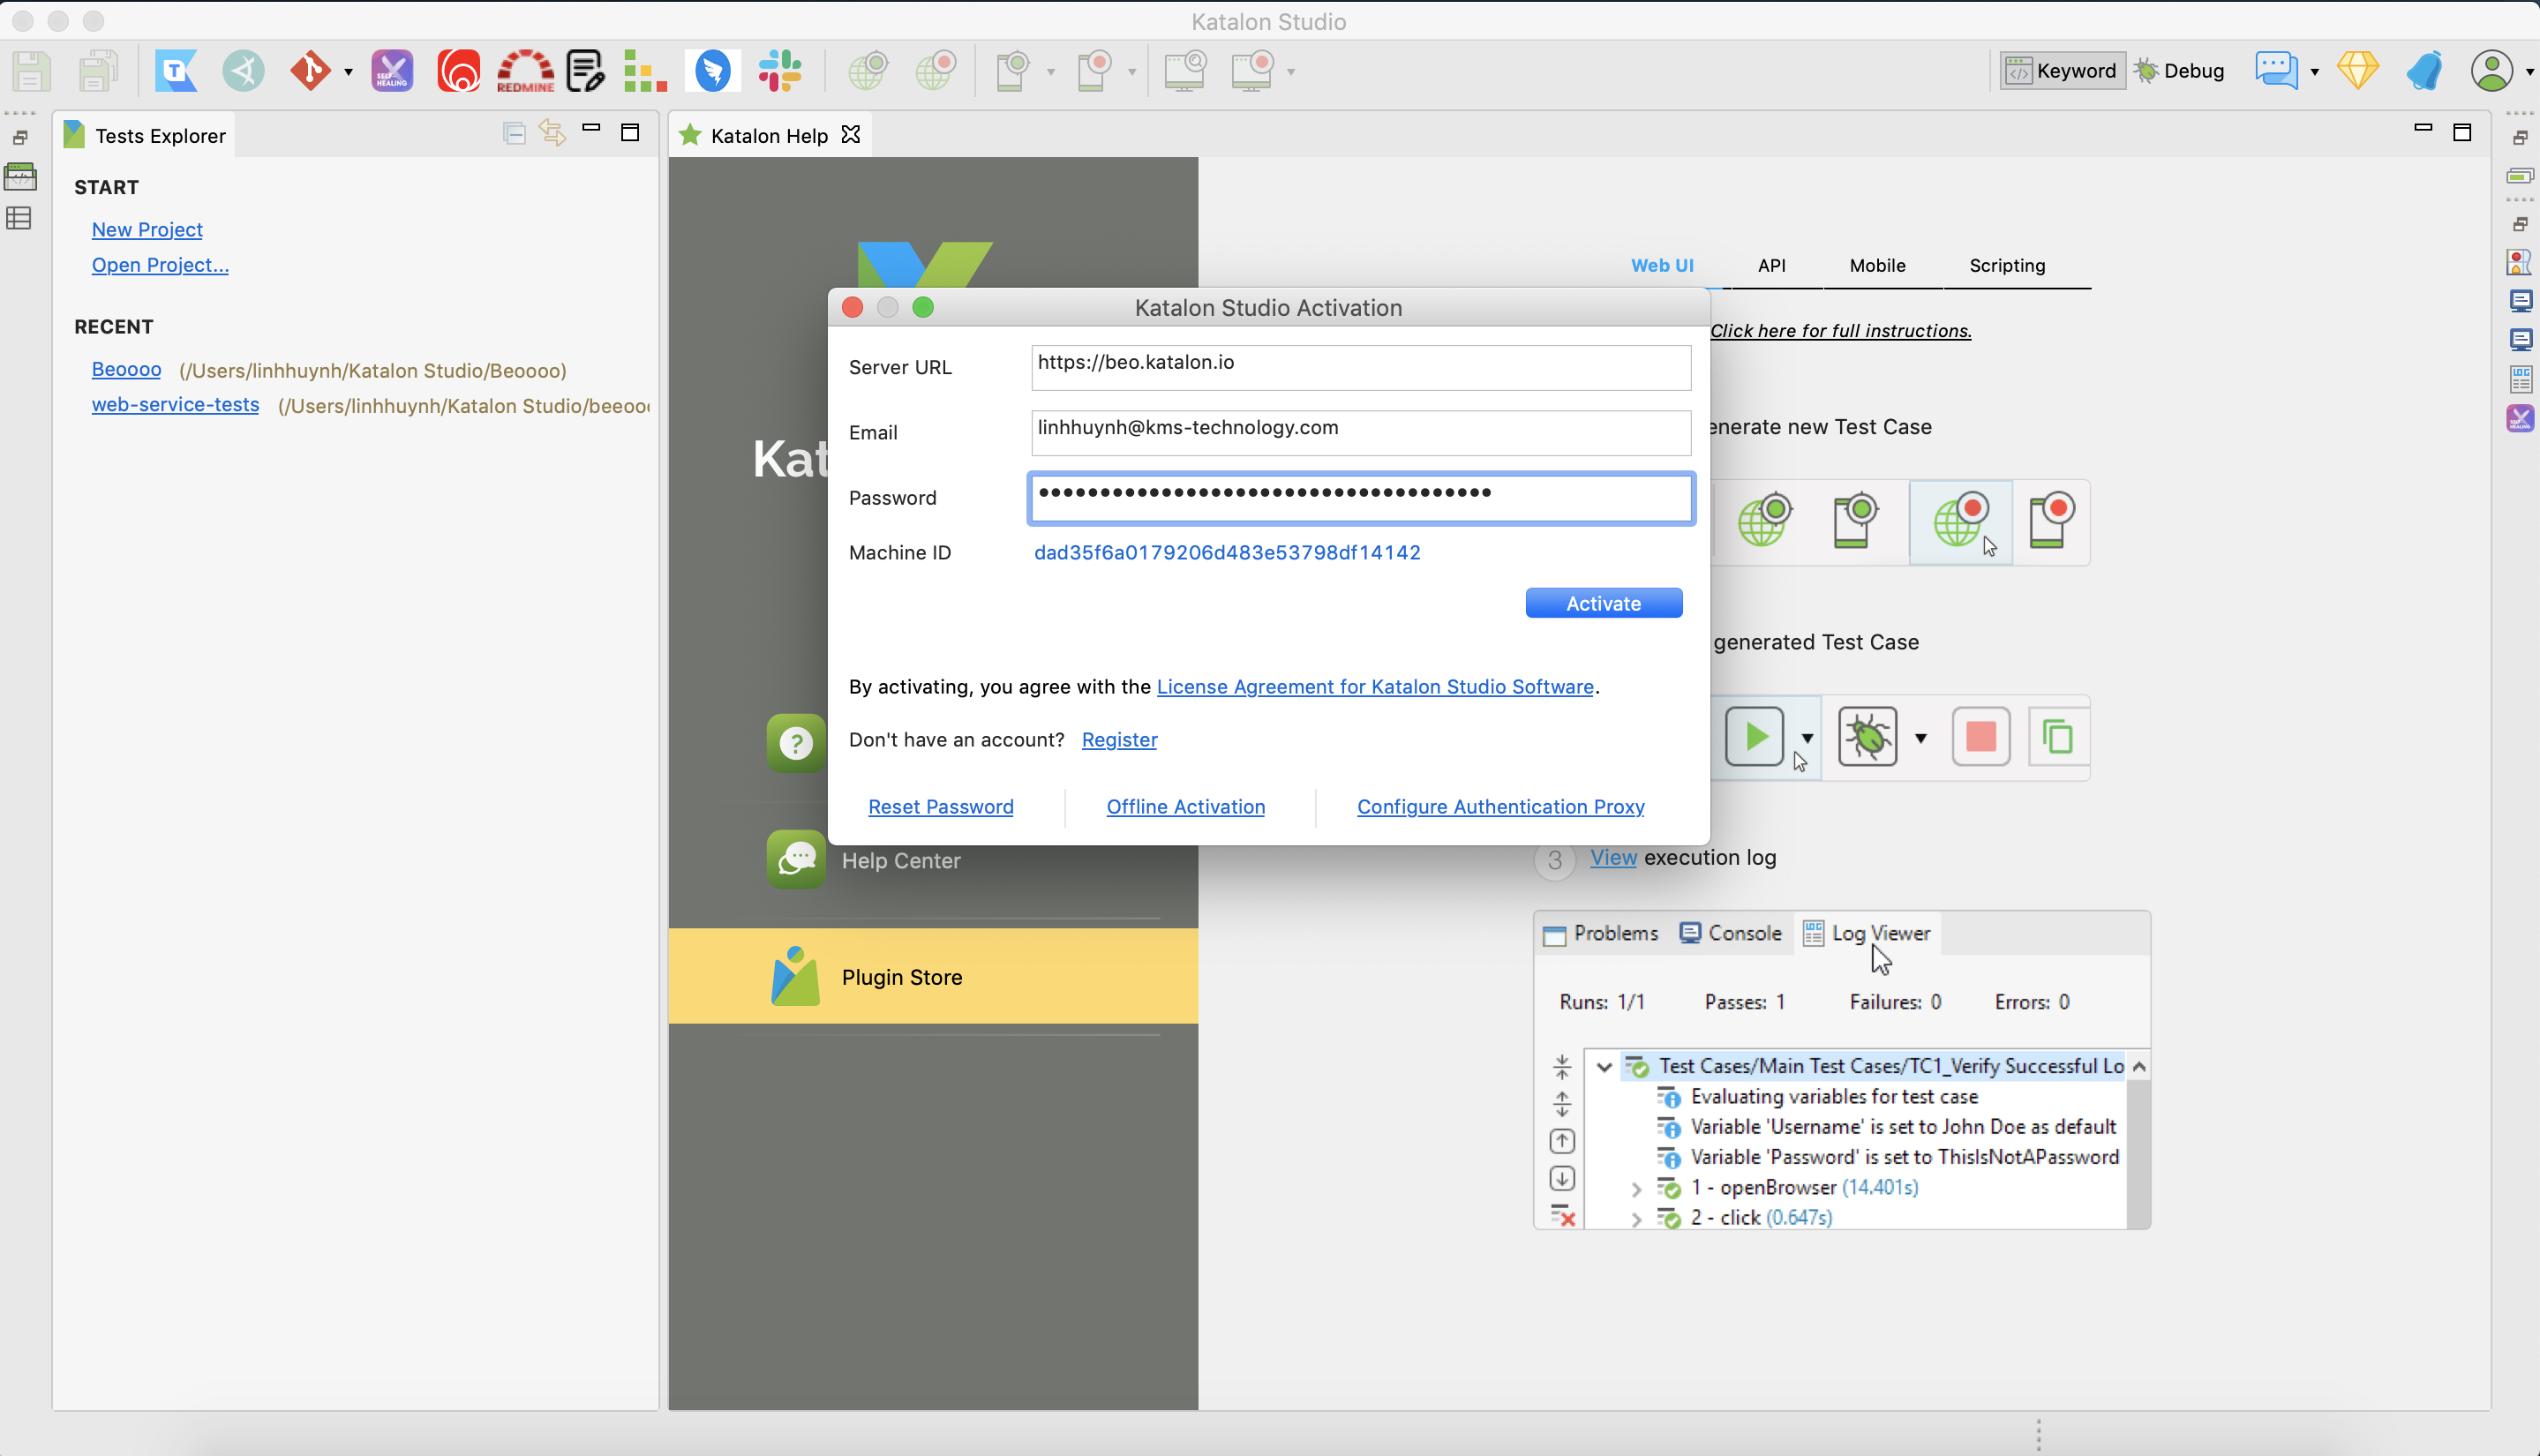 Katalon Studio
SELF HEALING
REDMINE
Keyword
Debug
Tests Explorer
Katalon Help
START
New Project
Open Project...
RECENT
Beoooo (/Users/linhhuynh/Katalon Studio/Beoooo)
web-service-tests (/Users/linhhuynh/Katalon Studio/beeoo
Kat
Help Center
Plugin Store
Katalon Studio Activation
Server URL https://beo.katalon.io
Email linhhuynh@kms-technology.com
Password ••••••••••••••••••••••••••••••••••••••
Machine ID dad35f6a0179206d483e53798df14142
Activate
By activating, you agree with the License Agreement for Katalon Studio Software.
Don't have an account? Register
Reset Password
Offline Activation
Configure Authentication Proxy
Web UI API Mobile Scripting
Click here for full instructions.
enerate new Test Case
generated Test Case
3 View execution log
Problems Console Log Viewer
Runs: 1/1 Passes: 1 Failures: 0 Errors: 0
Test Cases/Main Test Cases/TC1_Verify Successful Lo
Evaluating variables for test case
Variable 'Username' is set to John Doe as default
Variable 'Password' is set to ThisIsNotAPassword
1 - openBrowser (14.401s)
2 - click (0.647s)